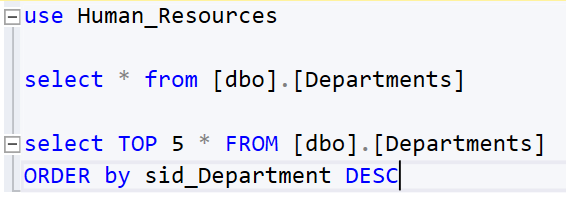 use Human_Resources
select * from [dbo].[Departments]
select TOP 5 * FROM [dbo].[Departments]
ORDER by sid_Department DESC